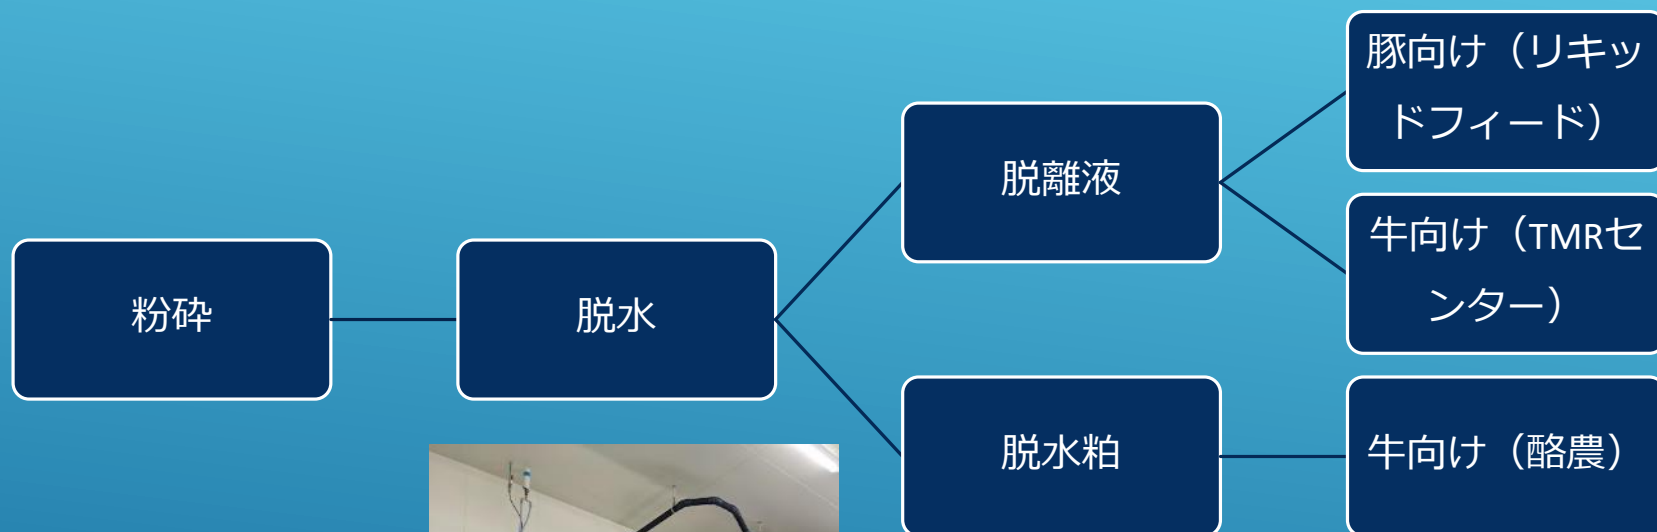 豚向け（リキッ
ドフィード）
脱離液
牛向け（TMRセ
ンター）
粉砕
脱水
脱水粕
牛向け（酪農）